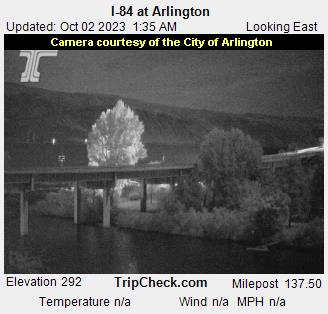 I-84 at Arlington
Updated: Oct 02 2023 1:35 AM Looking East
Camera courtesy of the City of Arlington
Elevation 292 TripCheck.com Milepost 137.50
Temperature n/a Wind n/a MPH n/a